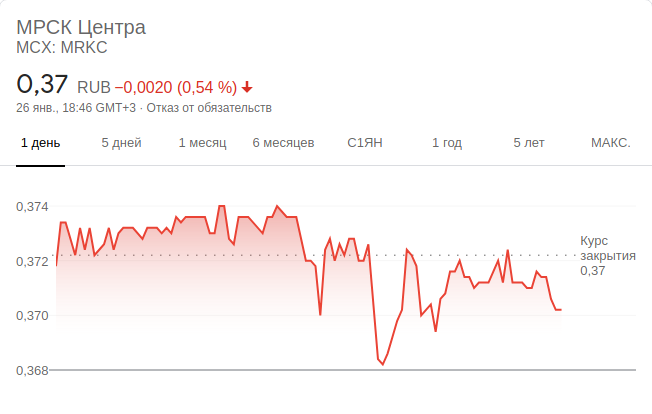 МРСК Центра
MCX: MRKC
0,37 RUB −0,0020 (0,54 %)
26 янв., 18:46 GMT+3 · Отказ от обязательств
1 день 5 дней 1 месяц 6 месяцев С1ЯН 1 год 5 лет МАКС.
0,374
Курс
закрытия
0,37
0,372
0,370
0,368